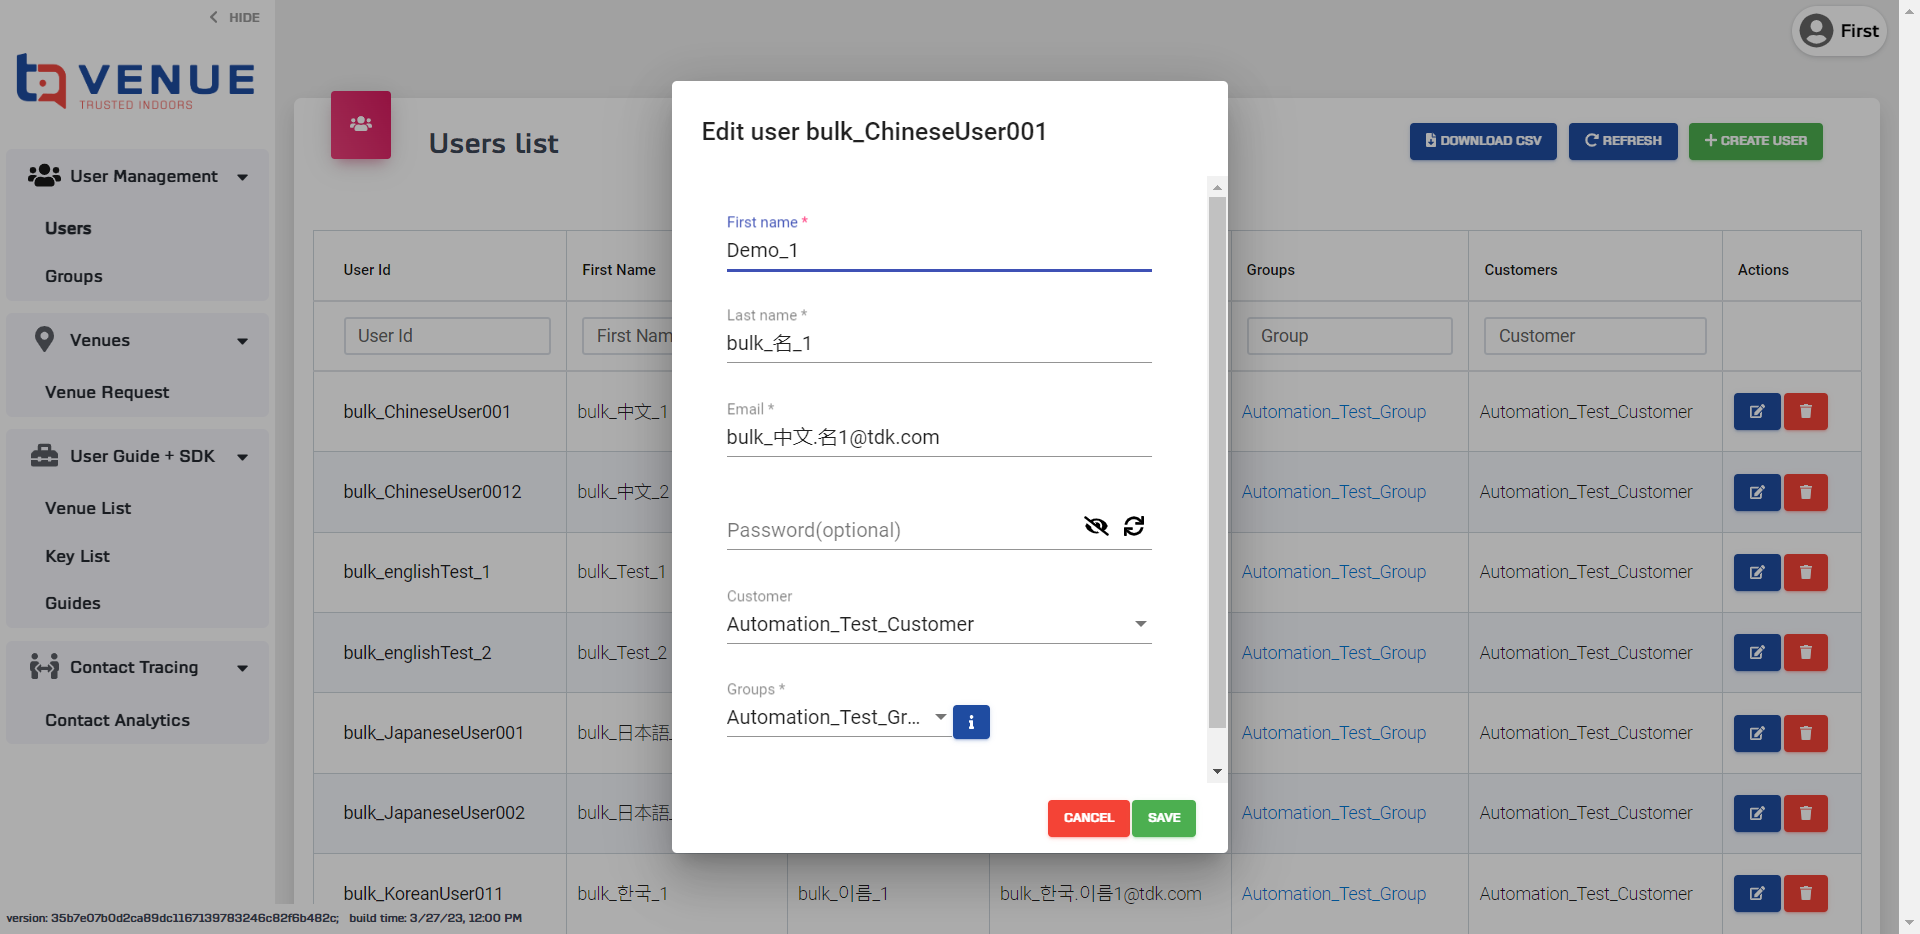 HIDE
VENUE
TRUSTED INDOORS
User Management
Users
Groups
Venues
Venue Request
User Guide + SDK
Venue List
Key List
Guides
Contact Tracing
Contact Analytics
version: 35b7e07b0d2ca89dc1167139783246c82f6b482c; build time: 3/27/23, 12:00 PM
First
Users list
DOWNLOAD CSV
REFRESH
CREATE USER
User Id First Name Groups Customers Actions
User Id First Nam Group Customer
bulk_ChineseUser001 bulk_中文_1 Automation_Test_Group Automation_Test_Customer
bulk_ChineseUser0012 bulk_中文_2 Automation_Test_Group Automation_Test_Customer
bulk_englishTest_1 bulk_Test_1 Automation_Test_Group Automation_Test_Customer
bulk_englishTest_2 bulk_Test_2 Automation_Test_Group Automation_Test_Customer
bulk_JapaneseUser001 bulk_日本語_ Automation_Test_Group Automation_Test_Customer
bulk_JapaneseUser002 bulk_日本語_ Automation_Test_Group Automation_Test_Customer
bulk_KoreanUser011 bulk_한국_1 bulk_이름_1 bulk_한국.이름1@tdk.com Automation_Test_Group Automation_Test_Customer
Edit user bulk_ChineseUser001
First name *
Demo_1
Last name *
bulk_名_1
Email *
bulk_中文.名1@tdk.com
Password(optional)
Customer
Automation_Test_Customer
Groups *
Automation_Test_Gr...
CANCEL
SAVE